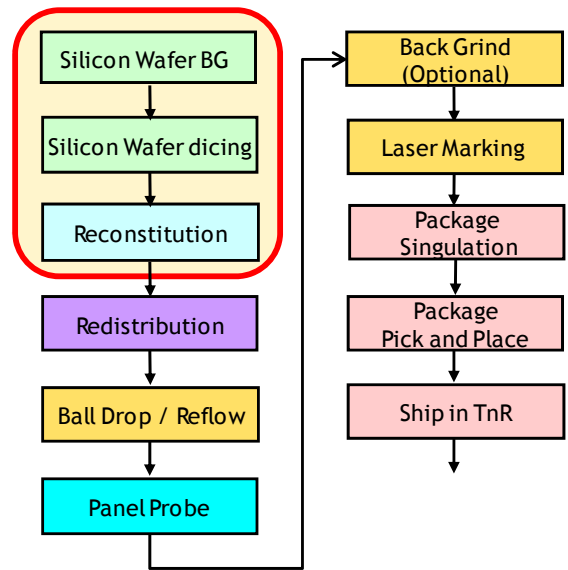 Silicon Wafer BG
Silicon Wafer dicing
Reconstitution
Redistribution
Ball Drop / Reflow
Panel Probe
Back Grind
(Optional)
Laser Marking
Package
Singulation
Package
Pick and Place
Ship in TnR